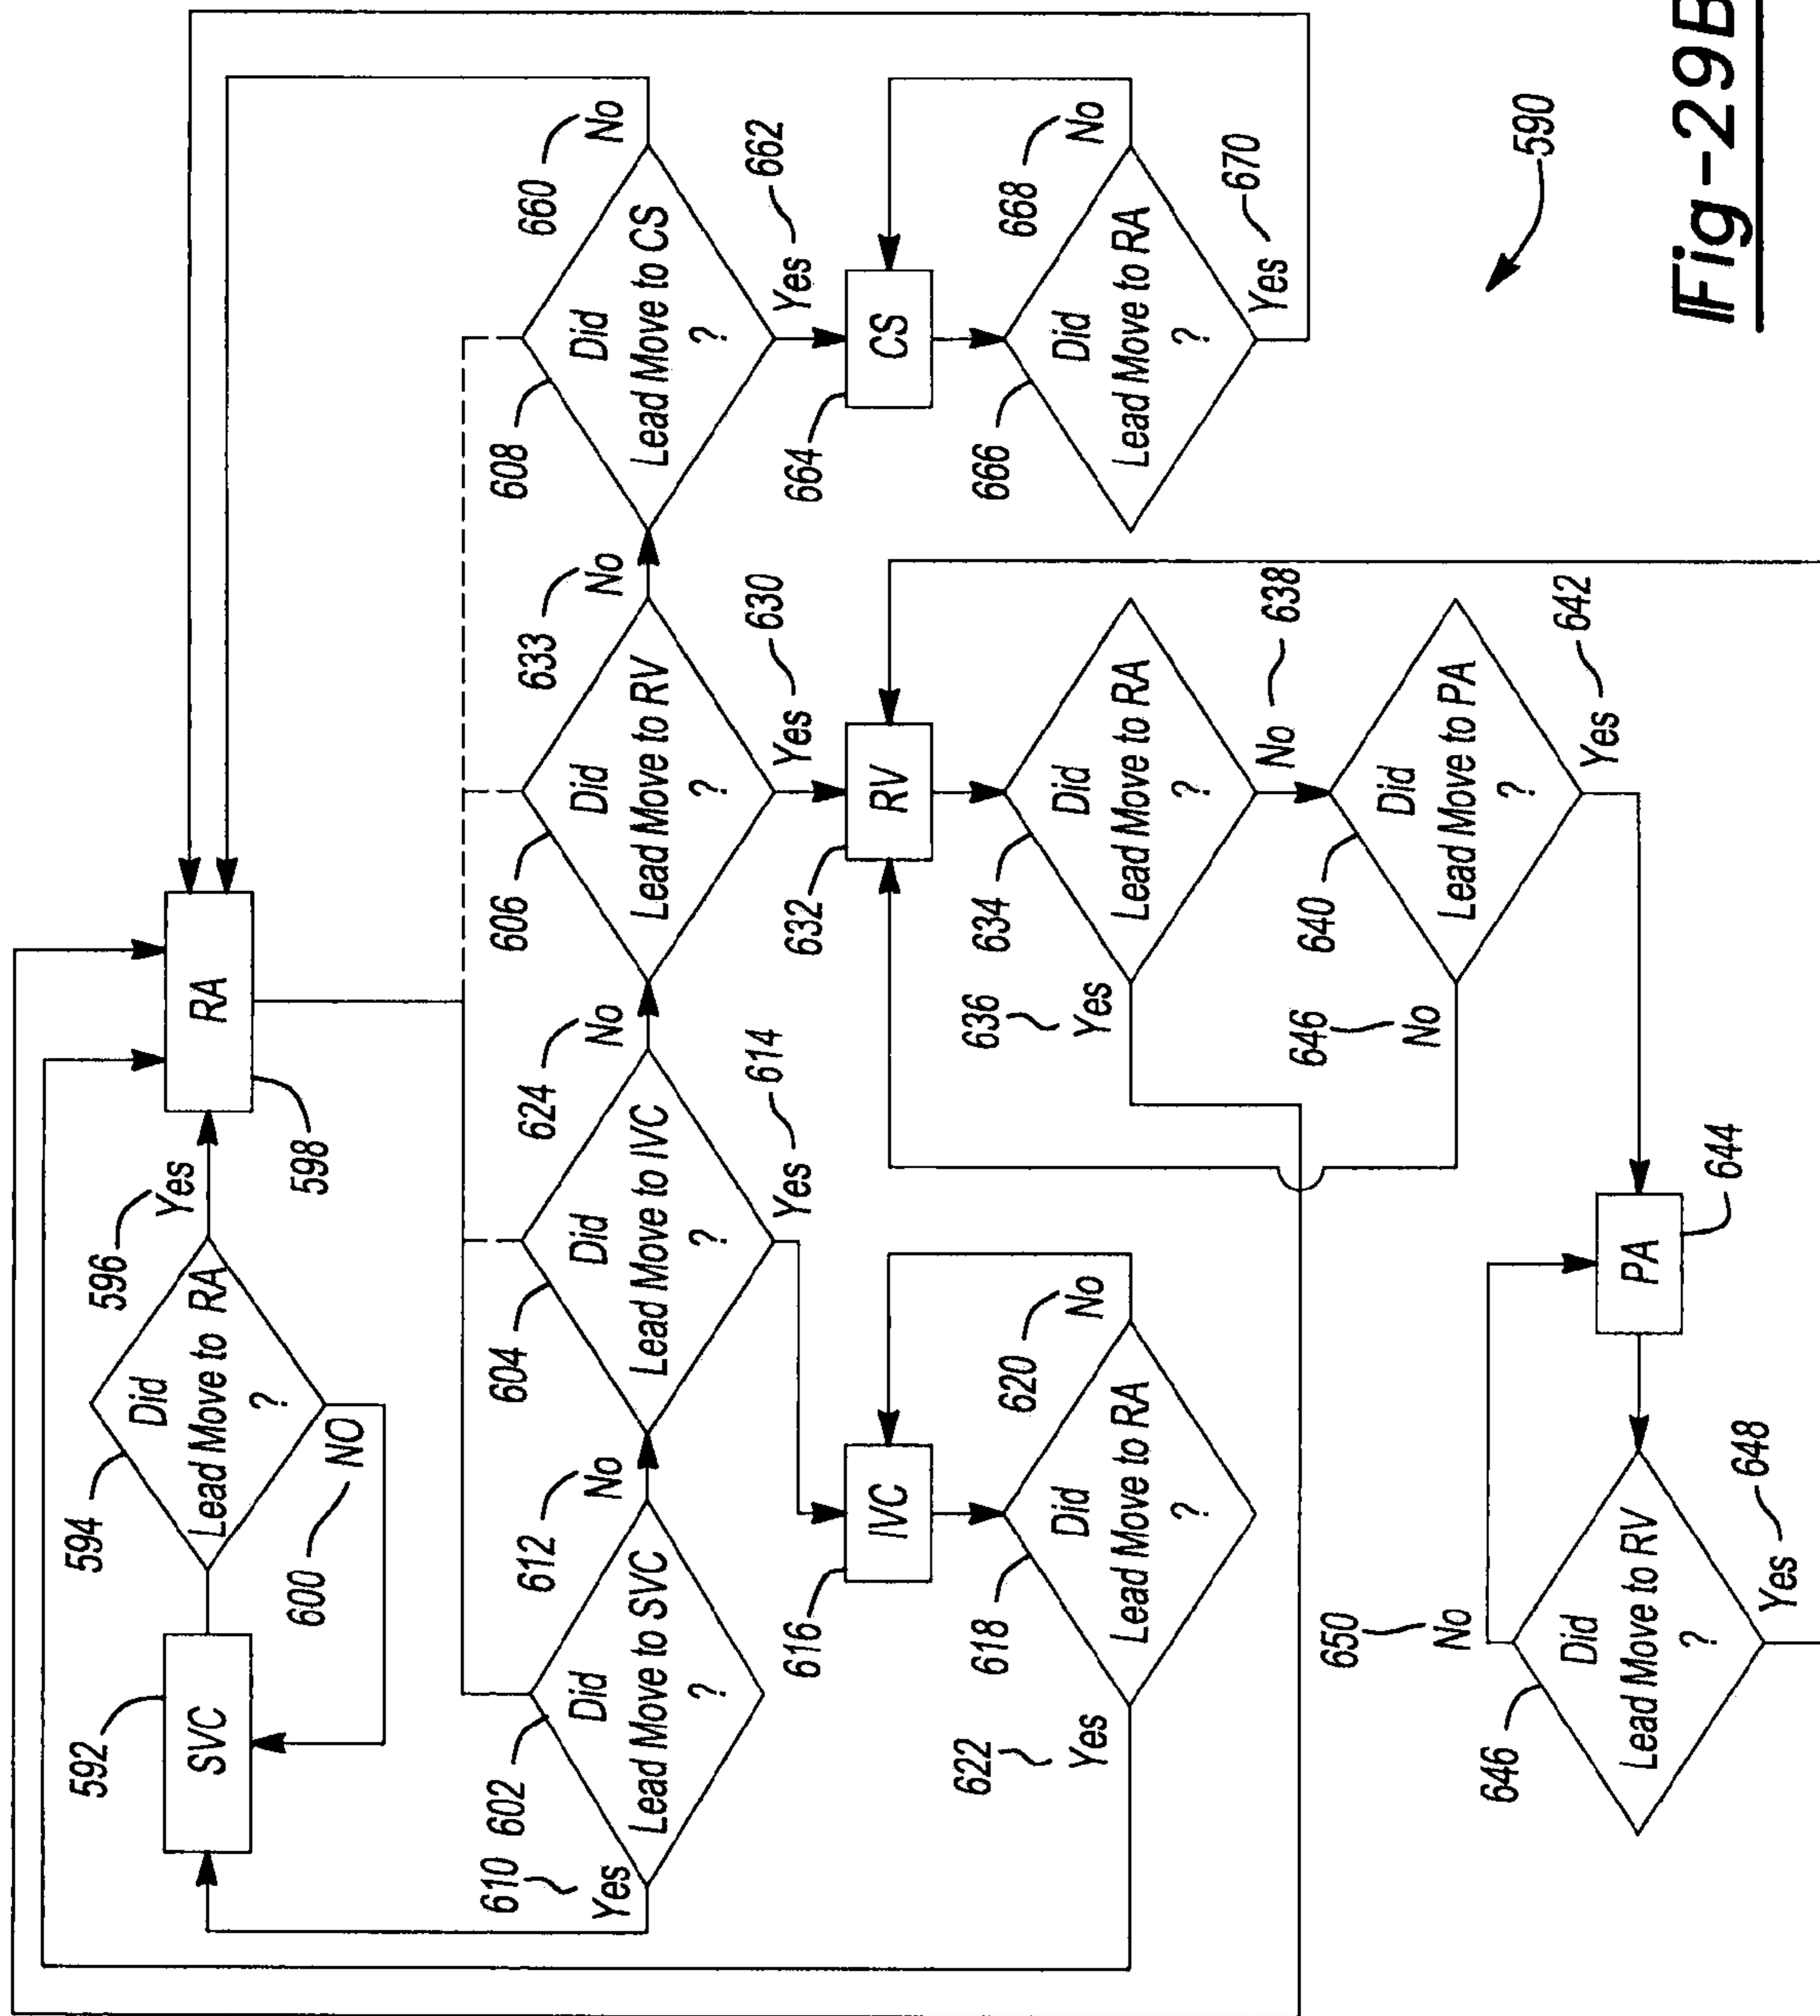 592
SVC
594
Did
Lead Move to RA
?
596
Yes
600
NO
RA
598
610
Yes
602
Did
Lead Move to SVC
?
612
No
604
Did
Lead Move to IVC
?
624
No
614
Yes
606
Did
Lead Move to RV
?
633
No
630
Yes
608
Did
Lead Move to CS
?
660
No
662
Yes
616
IVC
618
Did
Lead Move to RA
?
620
No
622
Yes
632
RV
634
Did
Lead Move to RA
?
636
Yes
No
638
640
Did
Lead Move to PA
?
646
No
642
Yes
664
CS
666
Did
Lead Move to RA
?
668
No
670
Yes
650
No
646
Did
Lead Move to RV
?
648
Yes
PA
644
590
Fig-29B